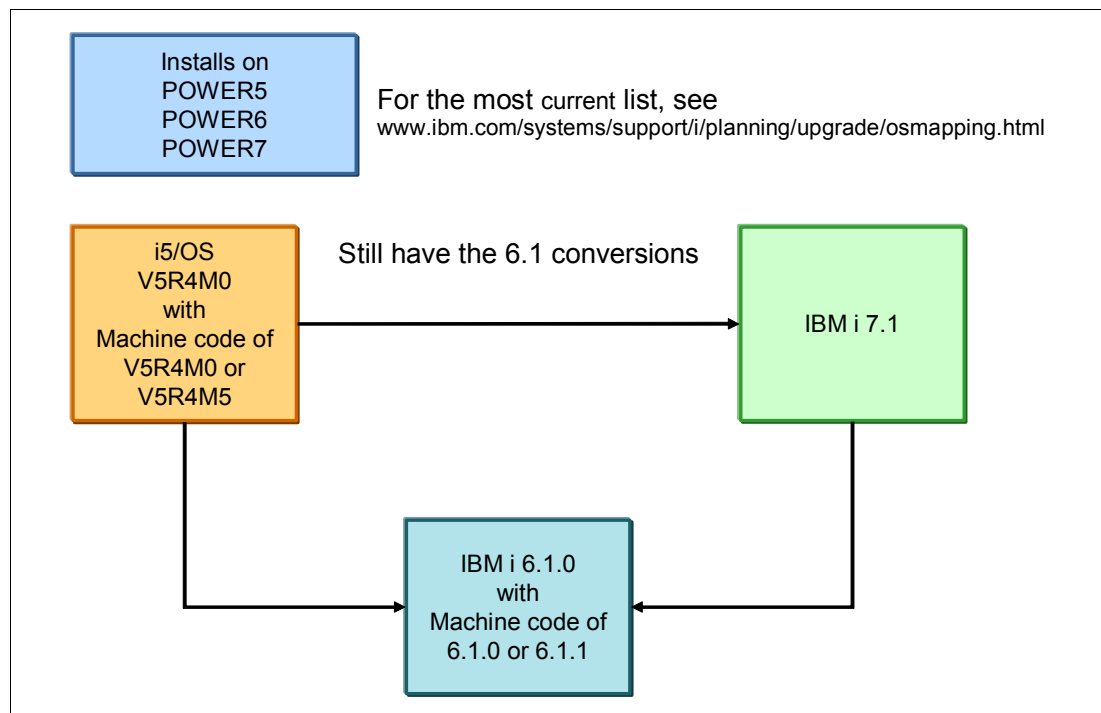 Installs on
POWER5
POWER6
POWER7
For the most current list, see
www.ibm.com/systems/support/i/planning/upgrade/osmapping.html
i5/OS
V5R4M0
with
Machine code of
V5R4M0 or
V5R4M5
Still have the 6.1 conversions
IBM i 7.1
IBM i 6.1.0
with
Machine code of
6.1.0 or 6.1.1